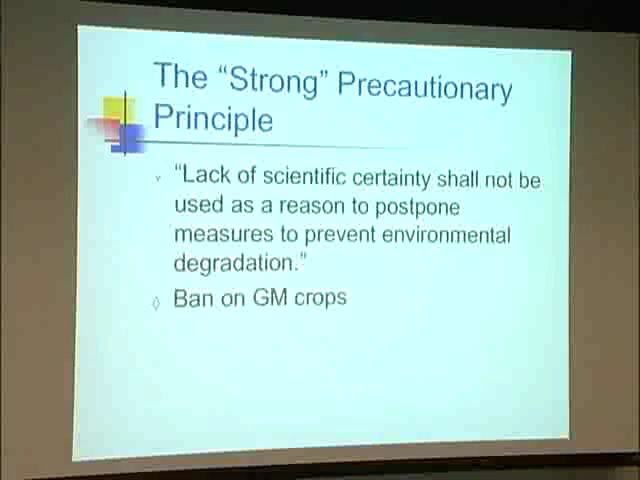 The “Strong” Precautionary
Principle
“Lack of scientific certainty shall not be
used as a reason to postpone
measures to prevent environmental
degradation.”
Ban on GM crops